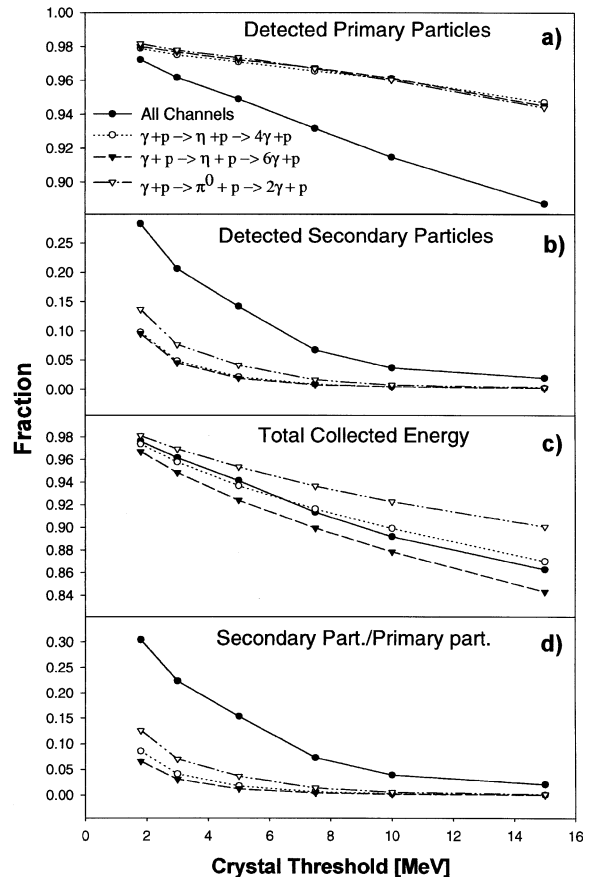 Detected Primary Particles
a)
1.00
0.98
0.96
0.94
0.92
0.90
All Channels
γ+p -> η +p -> 4γ+p
γ+ p -> η + p -> 6γ+p
γ+p -> π⁰ + p -> 2γ + p
Detected Secondary Particles
b)
0.25
0.20
0.15
0.10
0.05
0.00
Fraction
Total Collected Energy
c)
0.98
0.96
0.94
0.92
0.90
0.88
0.86
0.84
Secondary Part./Primary part.
d)
0.30
0.25
0.20
0.15
0.10
0.05
0.00
0 2 4 6 8 10 12 14 16
Crystal Threshold [MeV]